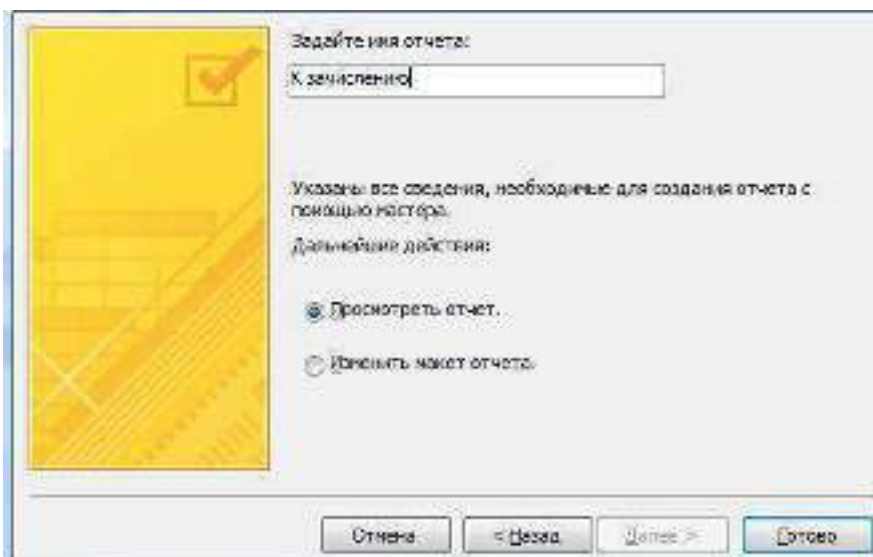 Задайте имя отчета:
К зачислению
Указаны все сведения, необходимые для создания отчета с
помощью мастера.
Дальнейшие действия:
Просмотреть отчет.
Изменить макет отчета.
Отмена
< Назад
Далее >
Готово